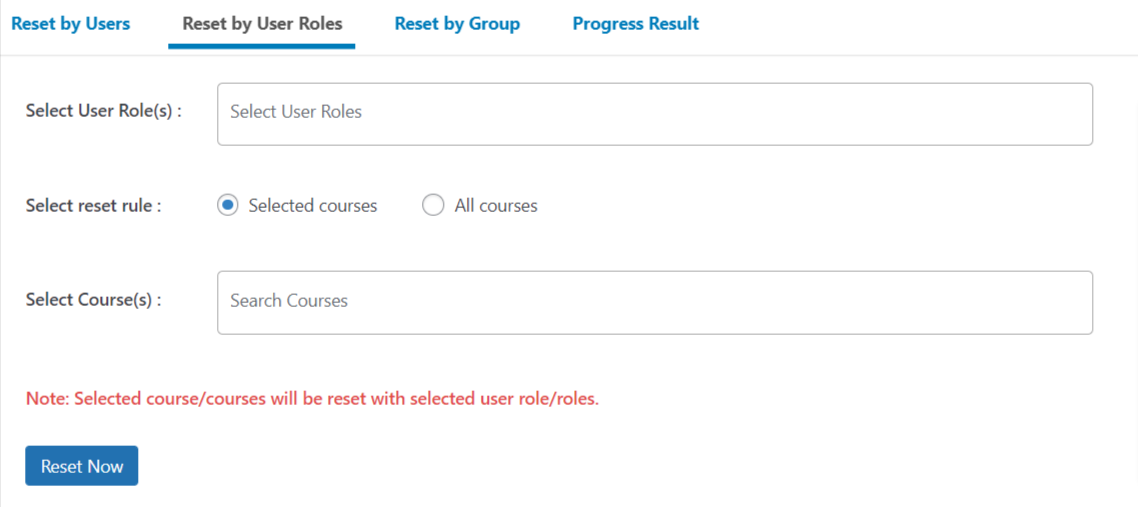 Reset by Users Reset by User Roles Reset by Group Progress Result
Select User Role(s) : Select User Roles
Select reset rule : Selected courses All courses
Select Course(s) : Search Courses
Note: Selected course/courses will be reset with selected user role/roles.
Reset Now